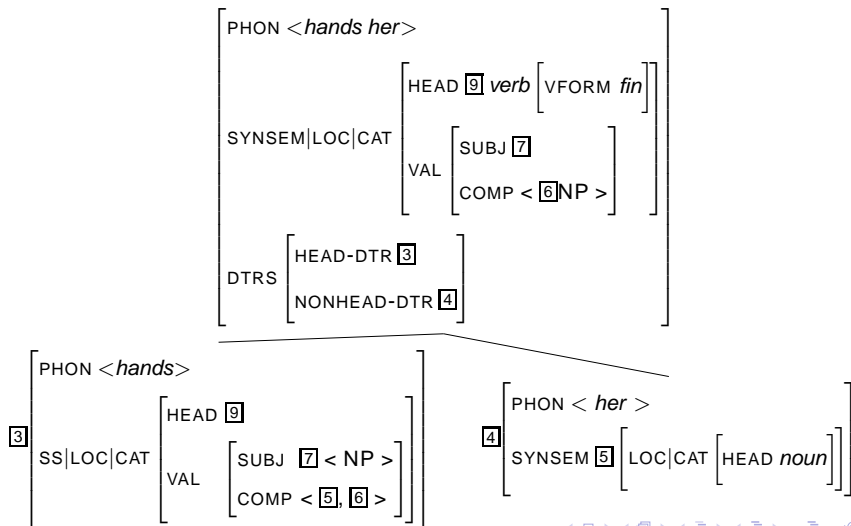 PHON <hands her>
HEAD 9 verb [VFORM fin]
SYNSEM|LOC|CAT
SUBJ 7
VAL
COMP < 6 NP >
HEAD-DTR 3
DTRS
NONHEAD-DTR 4
PHON <hands>
HEAD 9
3
SS|LOC|CAT
SUBJ 7 < NP >
VAL
COMP < 5, 6 >
PHON < her >
4
SYNSEM 5 [LOC|CAT [HEAD noun]]